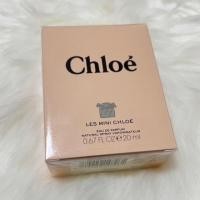 Chloé
LES MINI CHLOÉ
EAU DE PARFUM
NATURAL SPRAY VAPORISATEUR
0.67 FL.OZ e 20 ml